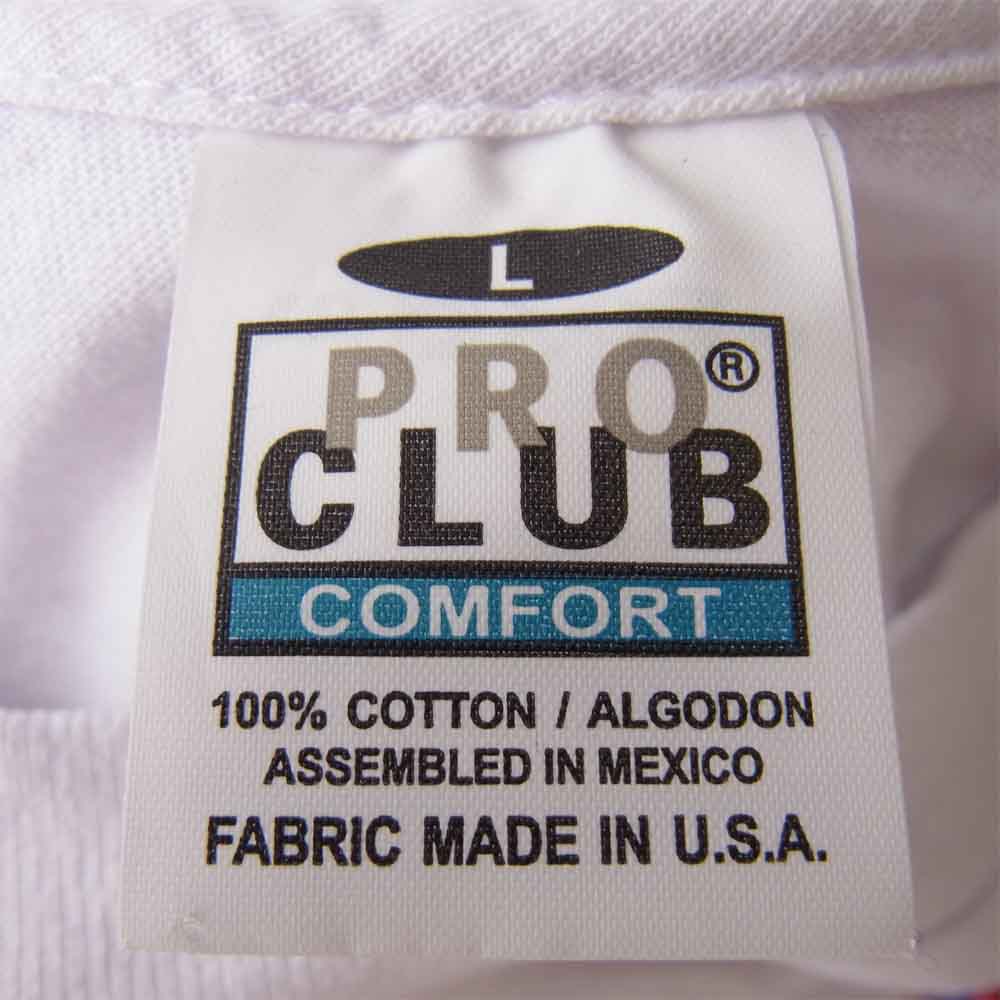 L
PRO®
CLUB
COMFORT
100% COTTON / ALGODON
ASSEMBLED IN MEXICO
FABRIC MADE IN U.S.A.